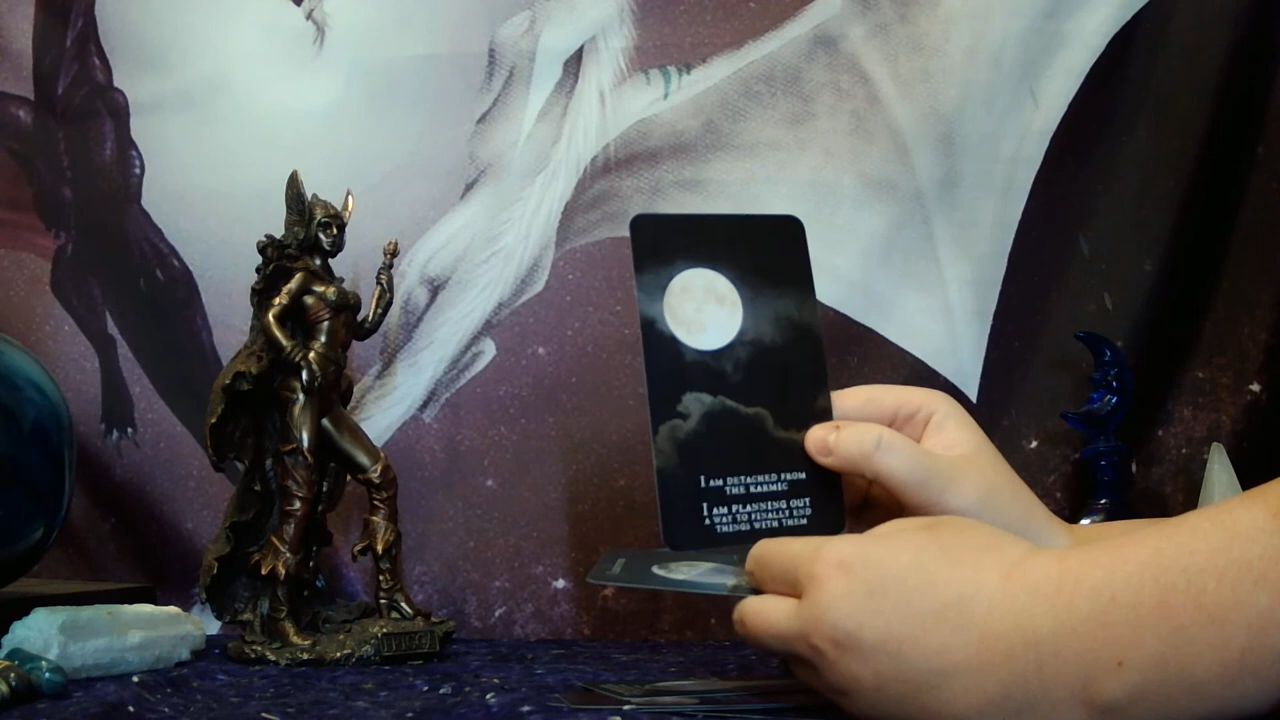 I AM DETACHED FROM
THE KARMIC
I AM PLANNING OUT
A WAY TO FINALLY END
THINGS WITH THEM